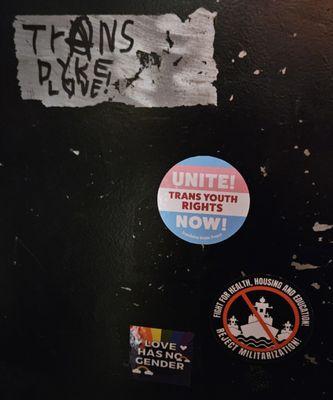 TrANS
DYKE
LOVE!
UNITE!
TRANS YOUTH
RIGHTS
NOW!
FIGHT FOR HEALTH, HOUSING AND EDUCATION!
REJECT MILITARIZATION!
LOVE
HAS NO
GENDER